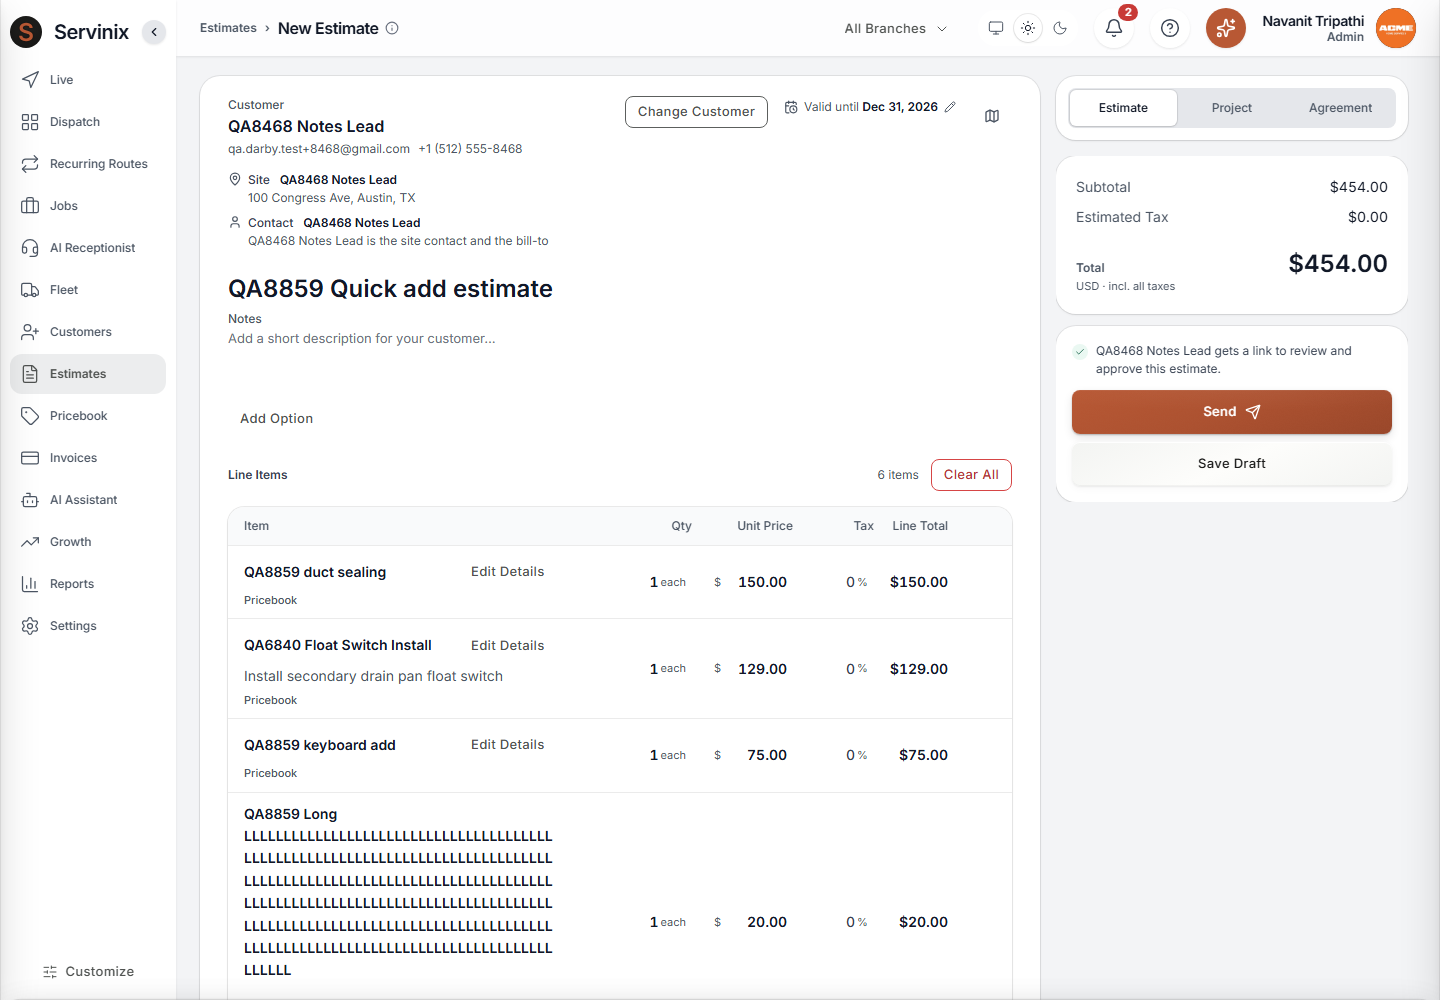 S Servinix
Live
Dispatch
Recurring Routes
Jobs
AI Receptionist
Fleet
Customers
Estimates
Pricebook
Invoices
AI Assistant
Growth
Reports
Settings
Customize
Estimates › New Estimate
All Branches
2
Navanit Tripathi
Admin
ACME
Customer
QA8468 Notes Lead
qa.darby.test+8468@gmail.com +1 (512) 555-8468
Change Customer
Valid until Dec 31, 2026
Site QA8468 Notes Lead
100 Congress Ave, Austin, TX
Contact QA8468 Notes Lead
QA8468 Notes Lead is the site contact and the bill-to
QA8859 Quick add estimate
Notes
Add a short description for your customer...
Add Option
Line Items
6 items
Clear All
Item Qty Unit Price Tax Line Total
QA8859 duct sealing Edit Details 1 each $ 150.00 0 % $150.00
Pricebook
QA6840 Float Switch Install Edit Details 1 each $ 129.00 0 % $129.00
Install secondary drain pan float switch
Pricebook
QA8859 keyboard add Edit Details 1 each $ 75.00 0 % $75.00
Pricebook
QA8859 Long
LLLLLLLLLLLLLLLLLLLLLLLLLLLLLLLLLLLLLLL
LLLLLLLLLLLLLLLLLLLLLLLLLLLLLLLLLLLLLLL
LLLLLLLLLLLLLLLLLLLLLLLLLLLLLLLLLLLLLLL
LLLLLLLLLLLLLLLLLLLLLLLLLLLLLLLLLLLLLLL
LLLLLLLLLLLLLLLLLLLLLLLLLLLLLLLLLLLLLLL
LLLLLLLLLLLLLLLLLLLLLLLLLLLLLLLLLLLLLLL
LLLLLL
1 each $ 20.00 0 % $20.00
Estimate Project Agreement
Subtotal $454.00
Estimated Tax $0.00
Total $454.00
USD · incl. all taxes
QA8468 Notes Lead gets a link to review and
approve this estimate.
Send
Save Draft